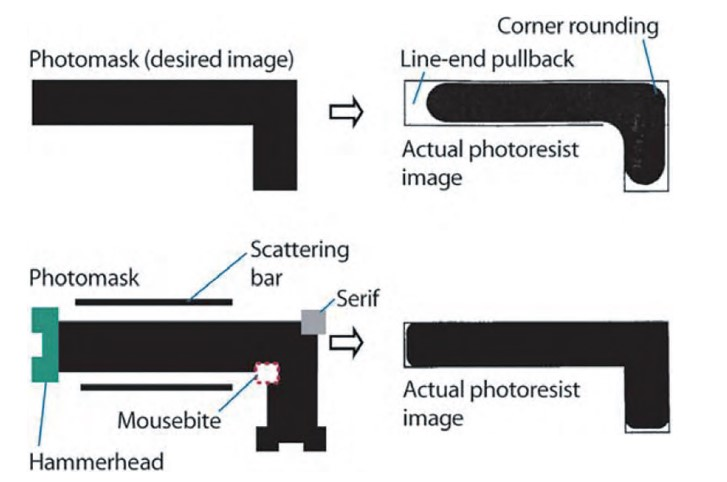 Corner rounding
Photomask (desired image)
Line-end pullback
Actual photoresist
image
Scattering
bar
Photomask
Serif
Mousebite
Actual photoresist
image
Hammerhead